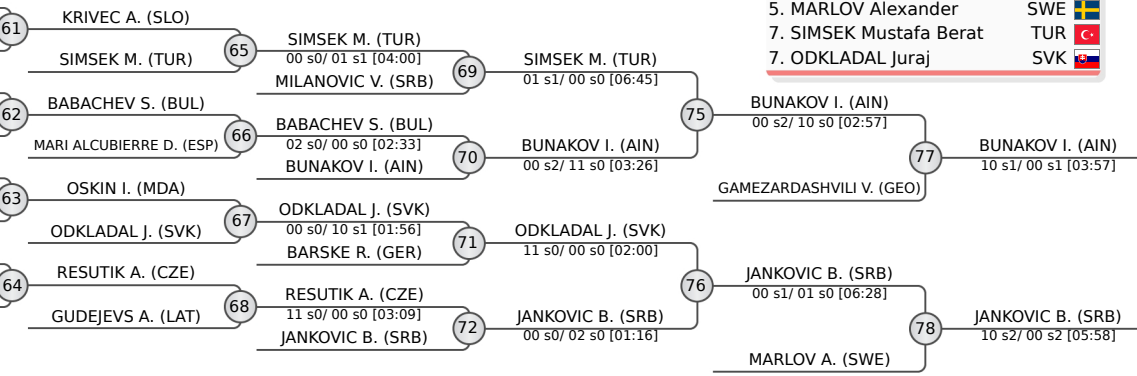 5. MARLOV Alexander SWE
7. SIMSEK Mustafa Berat TUR
7. ODKLADAL Juraj SVK
61
KRIVEC A. (SLO)
SIMSEK M. (TUR)
65
SIMSEK M. (TUR)
00 s0/ 01 s1 [04:00]
MILANOVIC V. (SRB)
69
SIMSEK M. (TUR)
01 s1/ 00 s0 [06:45]
62
BABACHEV S. (BUL)
MARI ALCUBIERRE D. (ESP)
66
BABACHEV S. (BUL)
02 s0/ 00 s0 [02:33]
BUNAKOV I. (AIN)
70
BUNAKOV I. (AIN)
00 s2/ 11 s0 [03:26]
75
BUNAKOV I. (AIN)
00 s2/ 10 s0 [02:57]
GAMEZARDASHVILI V. (GEO)
77
BUNAKOV I. (AIN)
10 s1/ 00 s1 [03:57]
63
OSKIN I. (MDA)
ODKLADAL J. (SVK)
67
ODKLADAL J. (SVK)
00 s0/ 10 s1 [01:56]
BARSKE R. (GER)
71
ODKLADAL J. (SVK)
11 s0/ 00 s0 [02:00]
64
RESUTIK A. (CZE)
GUDEJEVS A. (LAT)
68
RESUTIK A. (CZE)
11 s0/ 00 s0 [03:09]
JANKOVIC B. (SRB)
72
JANKOVIC B. (SRB)
00 s0/ 02 s0 [01:16]
76
JANKOVIC B. (SRB)
00 s1/ 01 s0 [06:28]
MARLOV A. (SWE)
78
JANKOVIC B. (SRB)
10 s2/ 00 s2 [05:58]